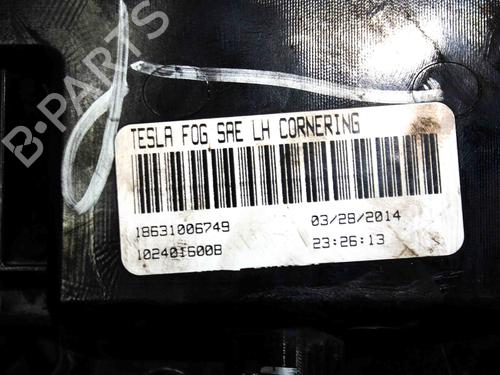 TESLA FOG SAE LH CORNERING
18631006749 03/28/2014
10240I600B 23:26:13
B-PARTS